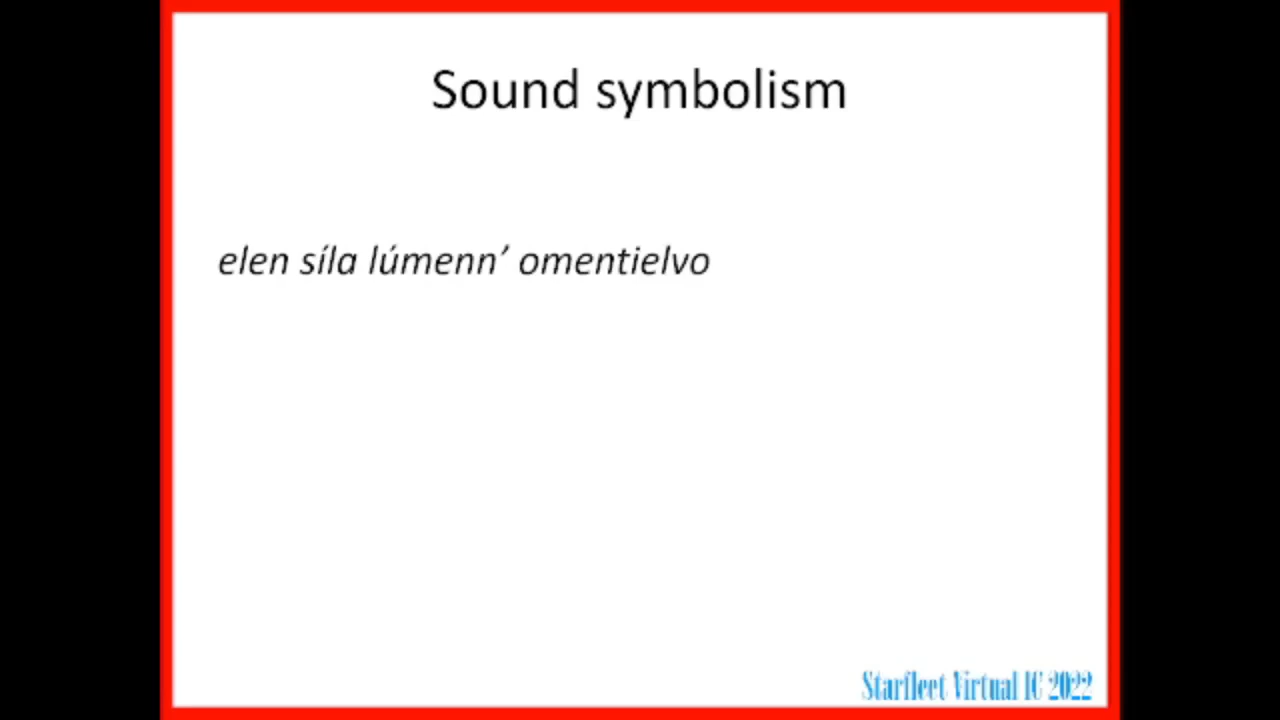 Sound symbolism
elen síla lúmenn’ omentielvo
Starfleet Virtual IC 2022